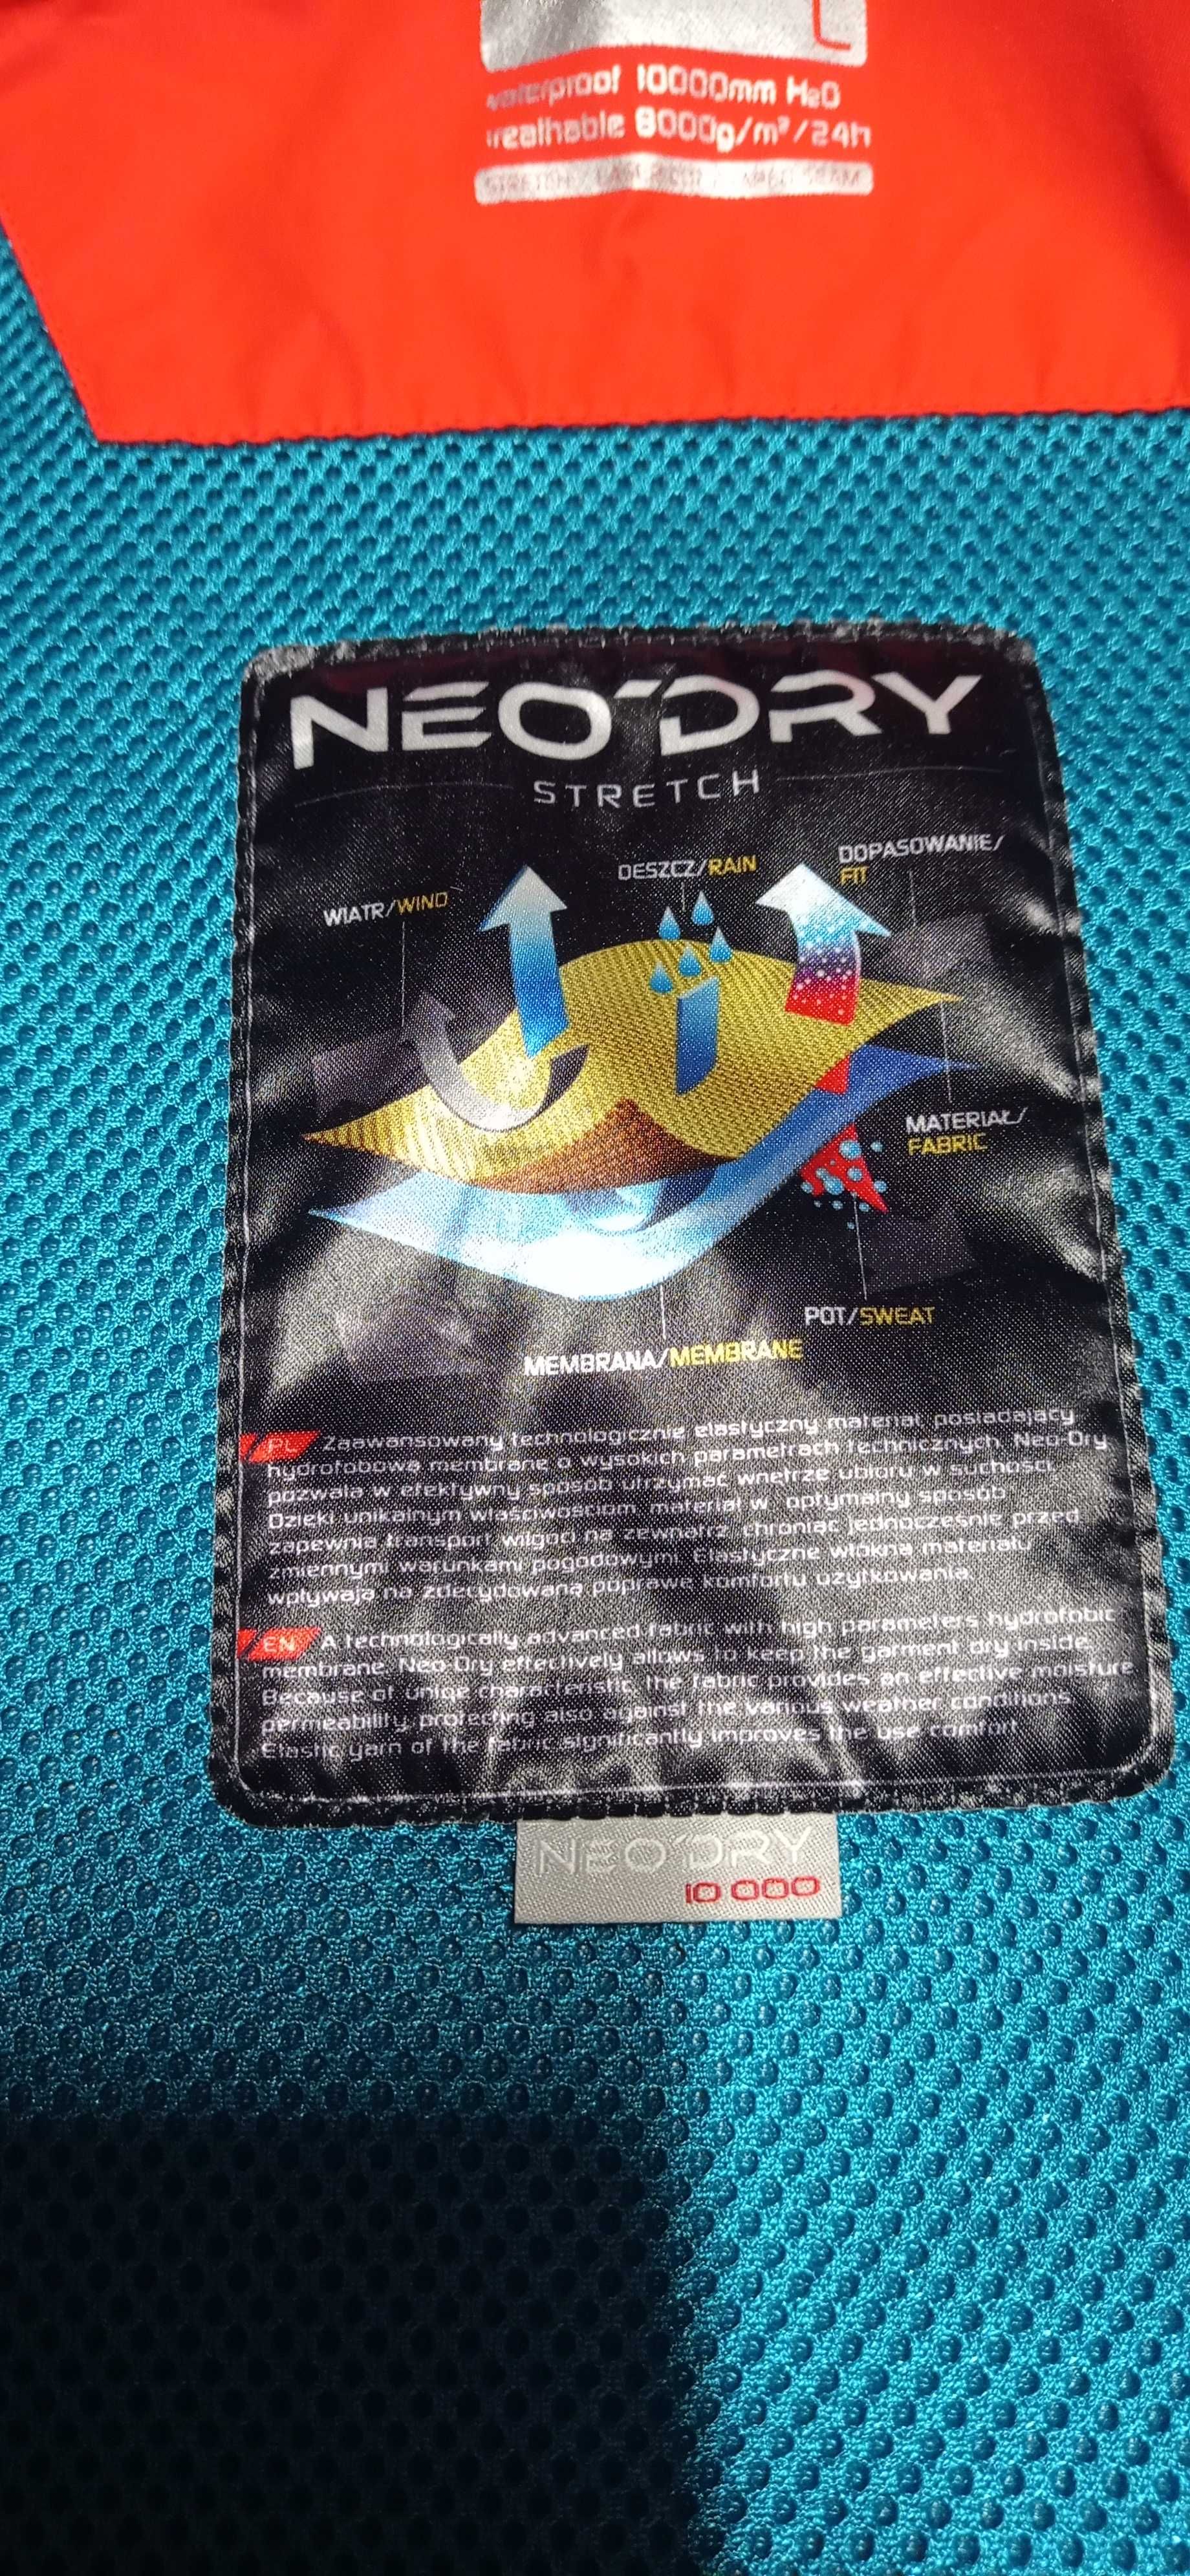 L
waterproof 10000mm H₂O
breathable 8000g/m²/24h
NEO'DRY
STRETCH
DOPASOWANIE/
FIT
DESZCZ/RAIN
WIATR/WIND
MATERIAŁ/
FABRIC
POT/SWEAT
MEMBRANA/MEMBRANE
PL Zaawansowany technologicznie elastyczny materiał posiadający
hydrofobową membranę o wysokich parametrach technicznych. Neo-Dry
pozwala w efektywny sposób utrzymać wnętrze ubioru w suchości.
Dzięki unikalnym właściwościom, materiał w optymalny sposób
zapewnia transport wilgoci na zewnątrz, chroniąc jednocześnie przed
zmiennymi warunkami pogodowymi. Elastyczne włókna materiału
wpływają na zdecydowaną poprawę komfortu użytkowania.
EN A technologically advanced fabric with high parameters hydrofobic
membrane. Neo-Dry effectively allows to keep the garment dry inside.
Because of uniqe characteristic, the fabric provides an effective moisture
permeability, protecting also against the various weather conditions.
Elastic yarn of the fabric significantly improves the use comfort.
NEO'DRY
10 000